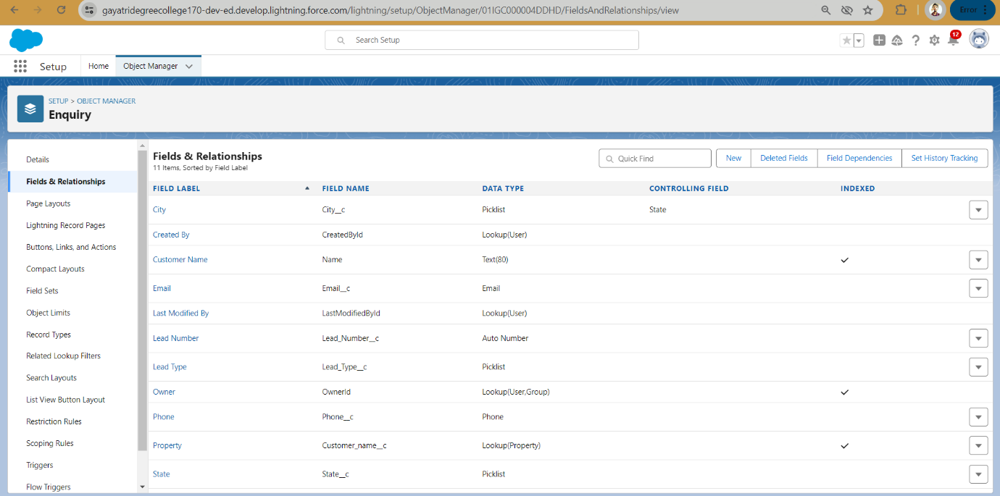 gayatridegreecollege170-dev-ed.develop.lightning.force.com/lightning/setup/ObjectManager/01IGC000004DDHD/FieldsAndRelationships/view
Error
Search Setup
12
Setup
Home
Object Manager
SETUP > OBJECT MANAGER
Enquiry
Details
Fields & Relationships
Page Layouts
Lightning Record Pages
Buttons, Links, and Actions
Compact Layouts
Field Sets
Object Limits
Record Types
Related Lookup Filters
Search Layouts
List View Button Layout
Restriction Rules
Scoping Rules
Triggers
Flow Triggers
Fields & Relationships
11 Items, Sorted by Field Label
Quick Find
New
Deleted Fields
Field Dependencies
Set History Tracking
FIELD LABEL FIELD NAME DATA TYPE CONTROLLING FIELD INDEXED
City City__c Picklist State
Created By CreatedById Lookup(User)
Customer Name Name Text(80)
Email Email__c Email
Last Modified By LastModifiedById Lookup(User)
Lead Number Lead_Number__c Auto Number
Lead Type Lead_Type__c Picklist
Owner OwnerId Lookup(User,Group)
Phone Phone__c Phone
Property Customer_name__c Lookup(Property)
State State__c Picklist